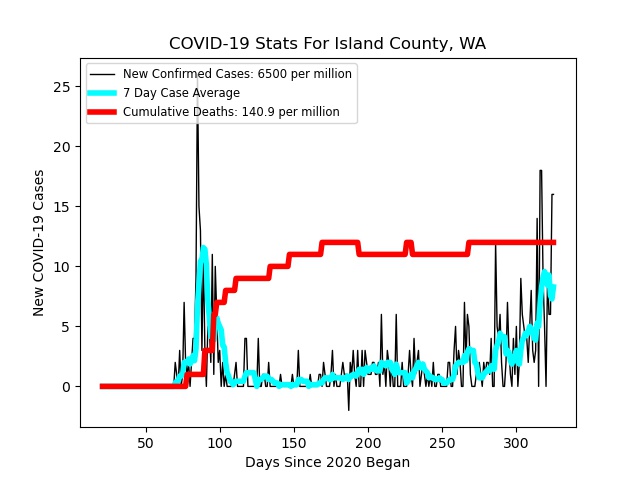 COVID-19 Stats For Island County, WA
New Confirmed Cases: 6500 per million
7 Day Case Average
Cumulative Deaths: 140.9 per million
New COVID-19 Cases
25
20
15
10
5
0
50 100 150 200 250 300
Days Since 2020 Began